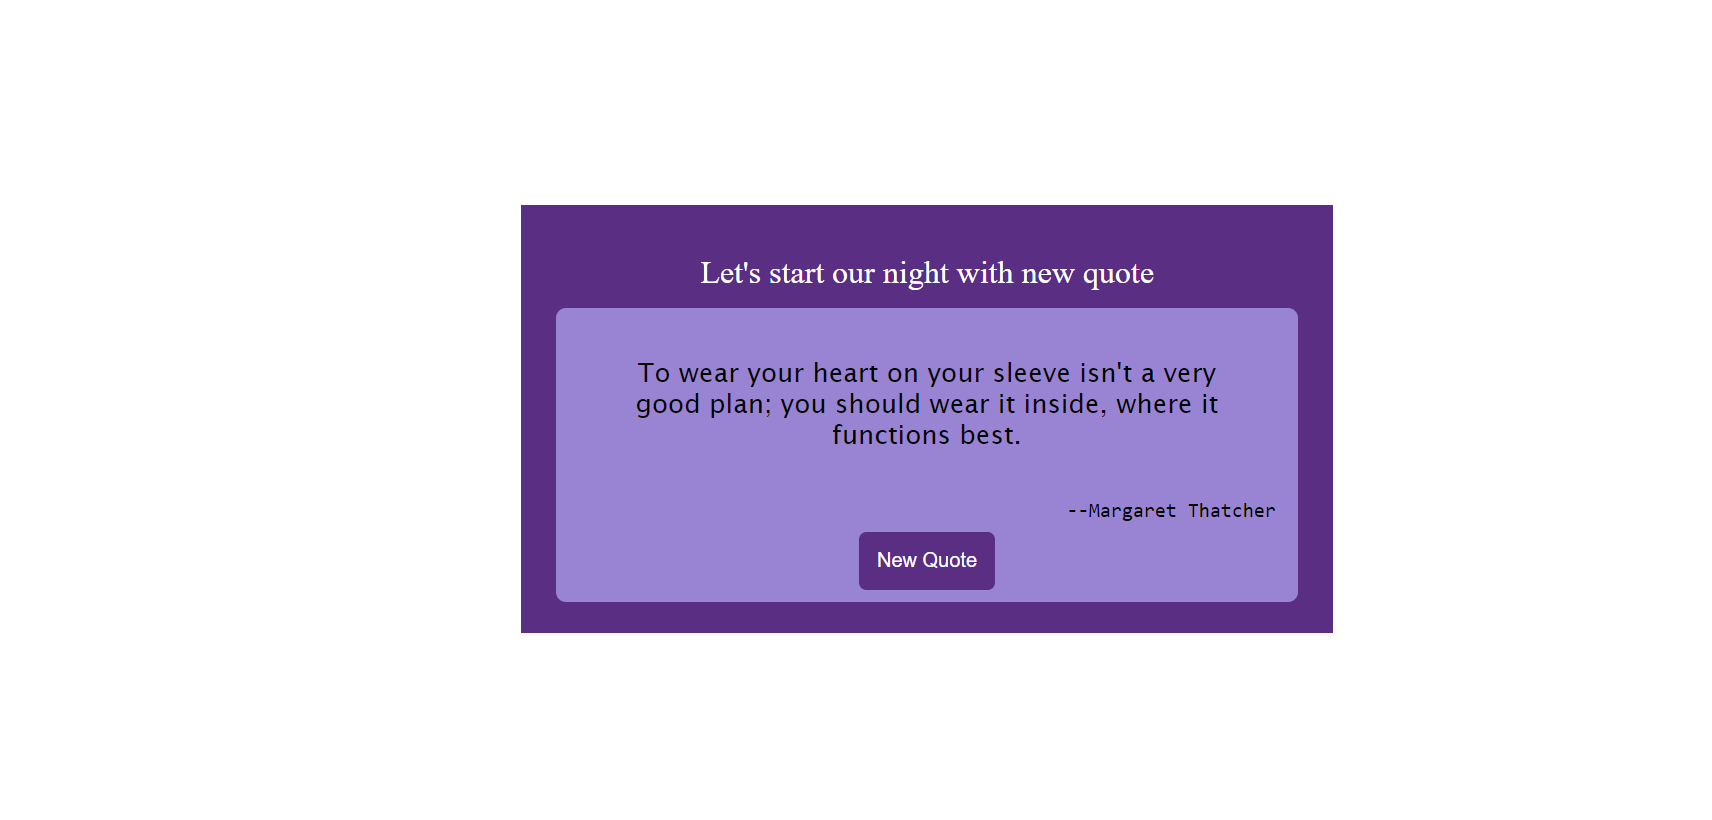 Let's start our night with new quote
To wear your heart on your sleeve isn't a very
good plan; you should wear it inside, where it
functions best.
--Margaret Thatcher
New Quote